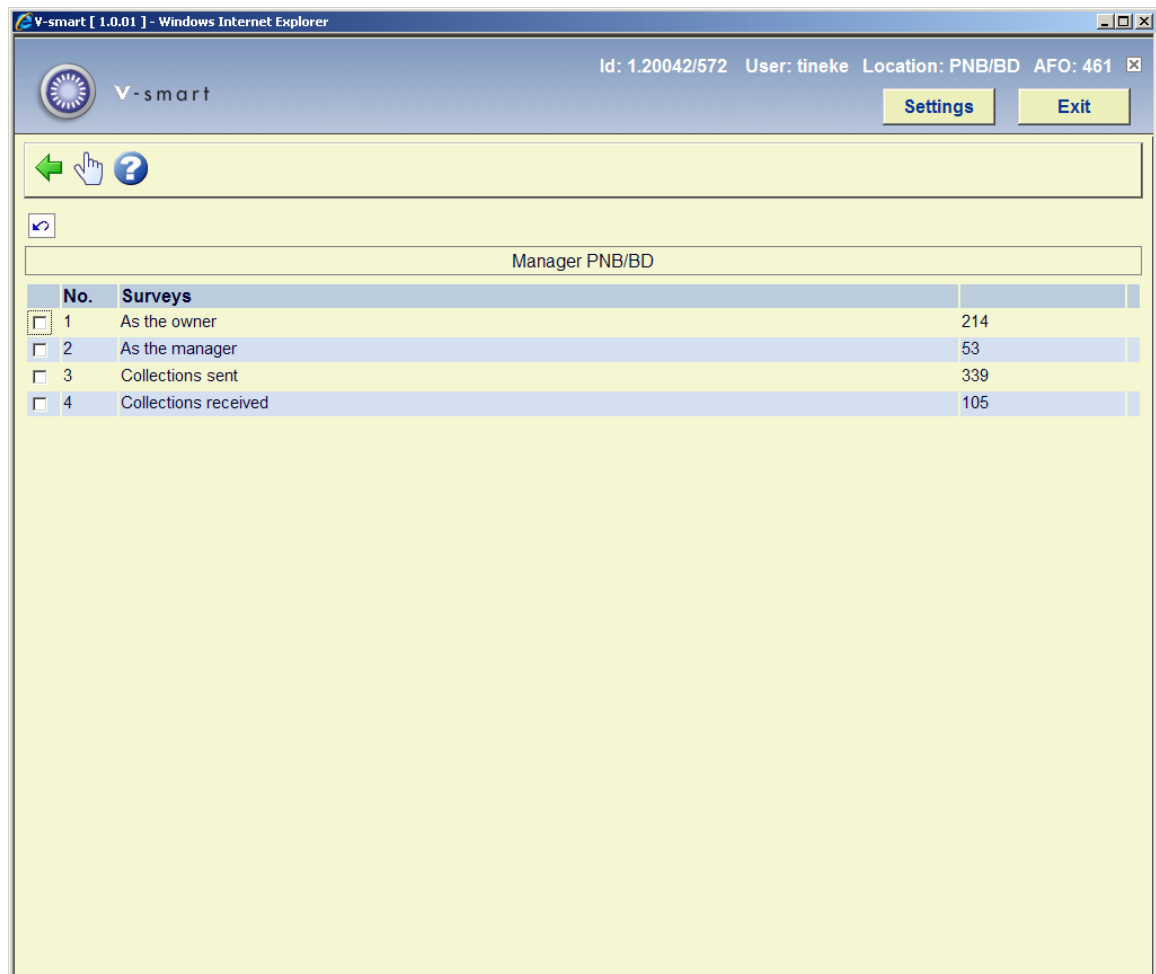 V-smart [ 1.0.01 ] - Windows Internet Explorer
Id: 1.20042/572 User: tineke Location: PNB/BD AFO: 461
V-smart
Settings Exit
?
Manager PNB/BD
No. Surveys
1 As the owner 214
2 As the manager 53
3 Collections sent 339
4 Collections received 105